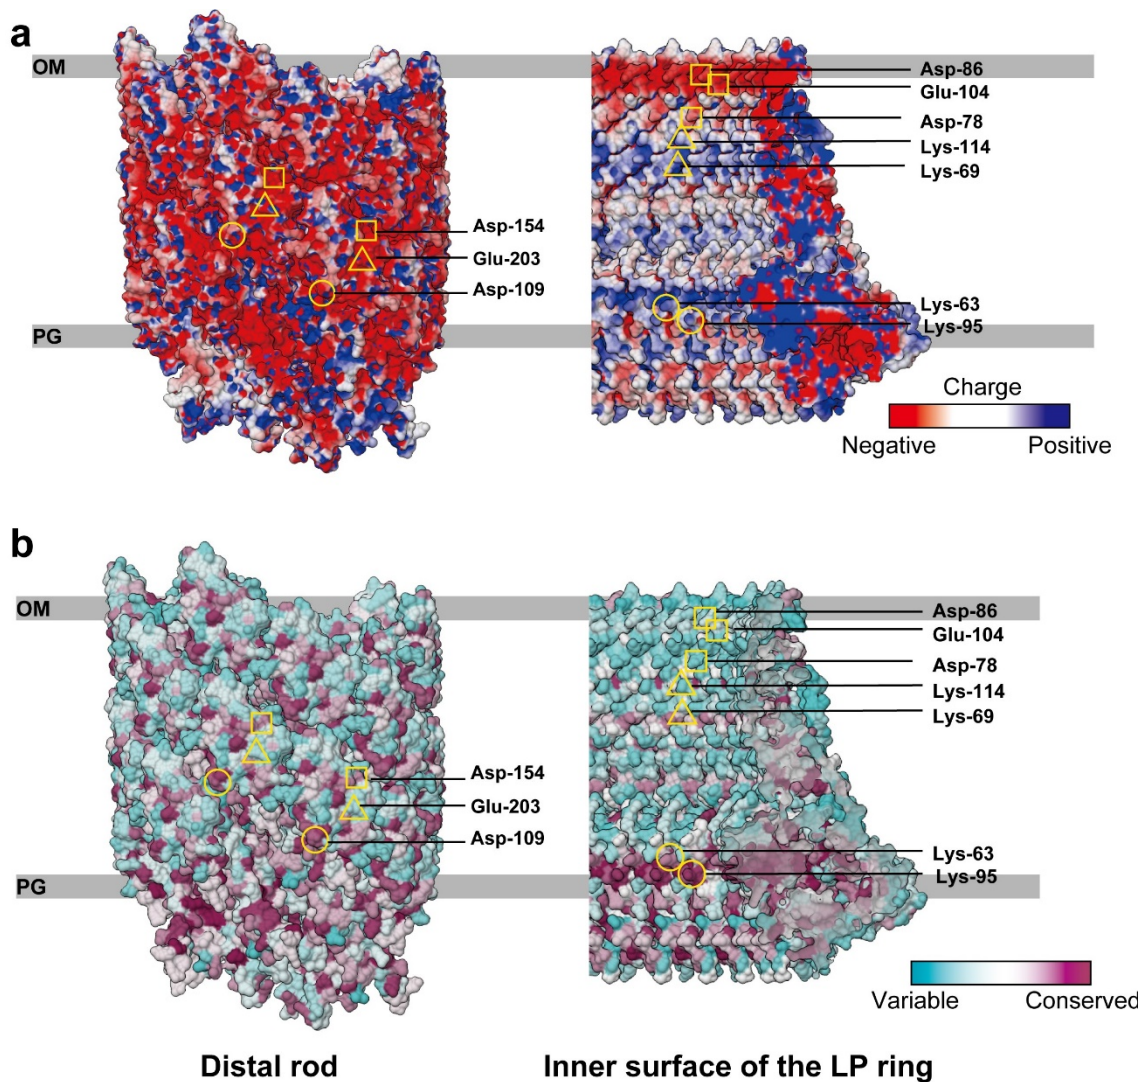 a
OM
Asp-86
Glu-104
Asp-78
Lys-114
Lys-69
Asp-154
Glu-203
Asp-109
Lys-63
Lys-95
PG
Charge
Negative Positive
b
OM
Asp-86
Glu-104
Asp-78
Lys-114
Lys-69
Asp-154
Glu-203
Asp-109
Lys-63
Lys-95
PG
Variable Conserved
Distal rod Inner surface of the LP ring